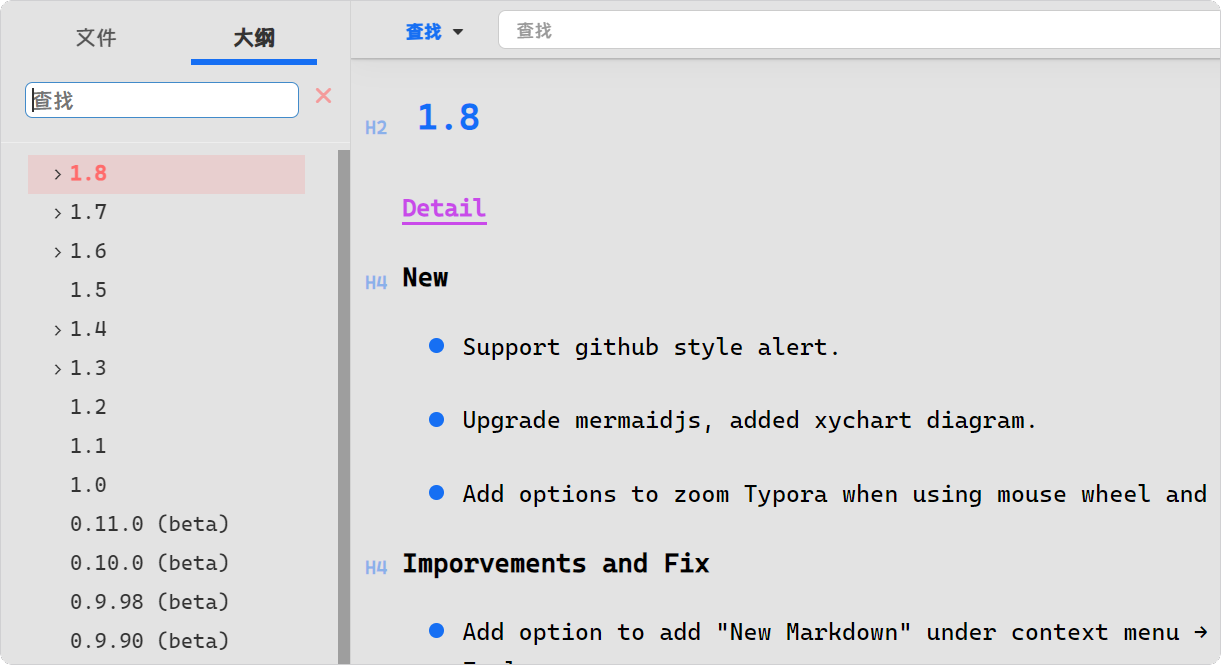 文件
大纲
查找
1.8
1.7
1.6
1.5
1.4
1.3
1.2
1.1
1.0
0.11.0 (beta)
0.10.0 (beta)
0.9.98 (beta)
0.9.90 (beta)
查找
查找
H2 1.8
Detail
H4 New
Support github style alert.
Upgrade mermaidjs, added xychart diagram.
Add options to zoom Typora when using mouse wheel and
H4 Imporvements and Fix
Add option to add "New Markdown" under context menu →